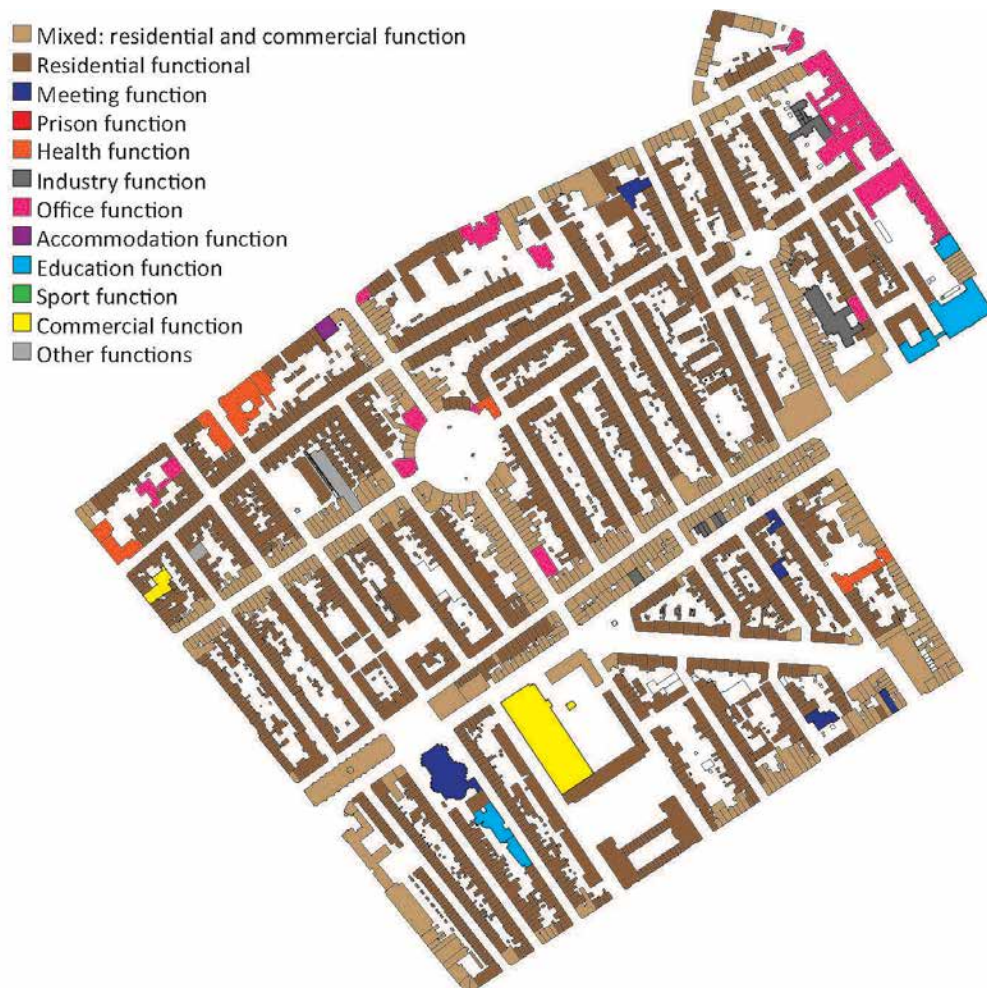 Mixed: residential and commercial function
Residential functional
Meeting function
Prison function
Health function
Industry function
Office function
Accommodation function
Education function
Sport function
Commercial function
Other functions